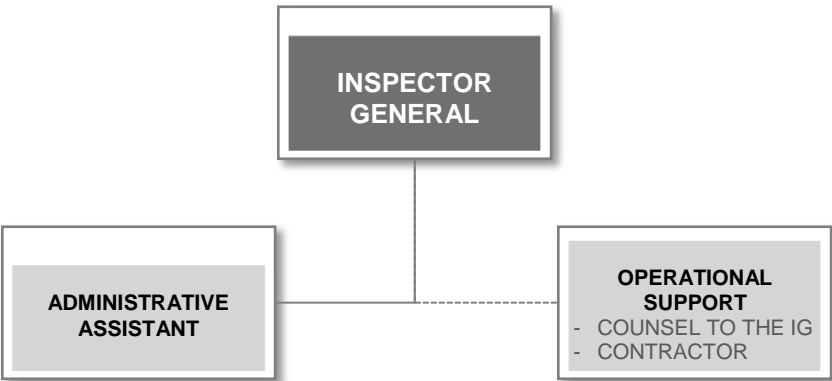 INSPECTOR
GENERAL
ADMINISTRATIVE
ASSISTANT
OPERATIONAL
SUPPORT
- COUNSEL TO THE IG
- CONTRACTOR